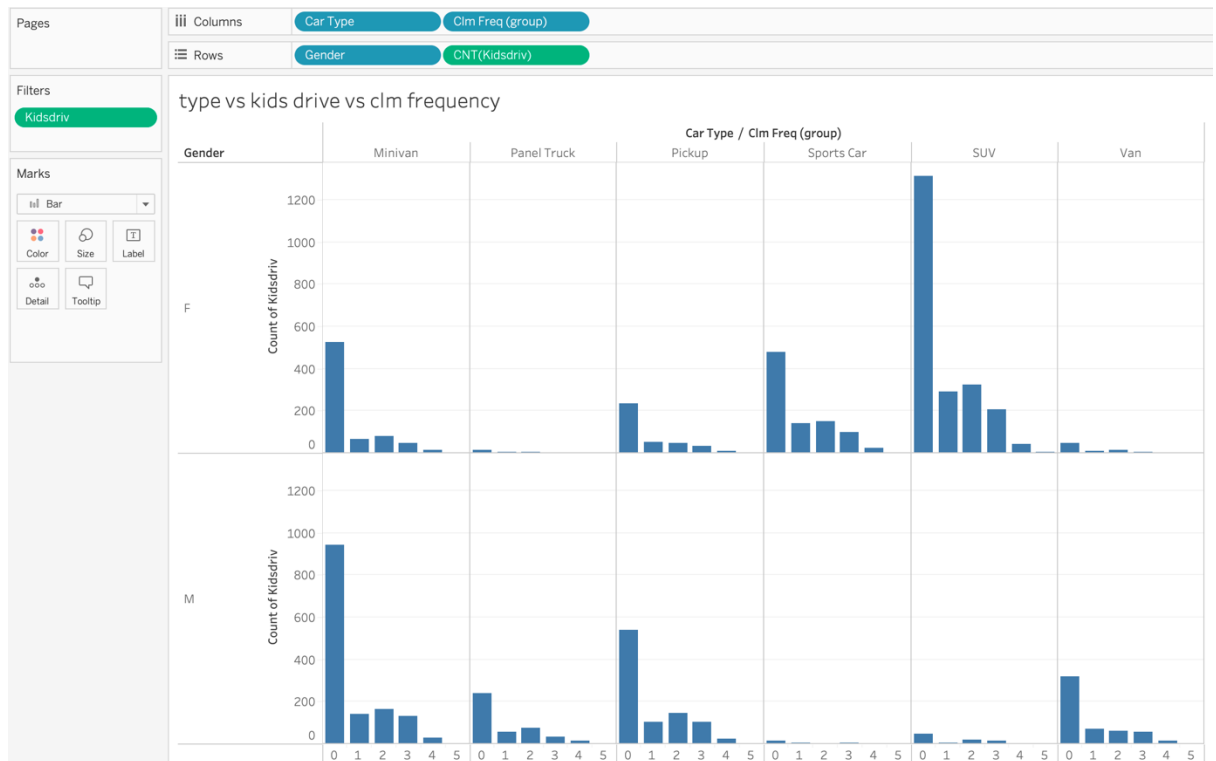 Pages
Columns Car Type Clm Freq (group)
Rows Gender CNT(Kidsdriv)
Filters
Kidsdriv
Marks
Bar
Color Size Label
Detail Tooltip
type vs kids drive vs clm frequency
Car Type / Clm Freq (group)
Gender Minivan Panel Truck Pickup Sports Car SUV Van
F
Count of Kidsdriv
1200
1000
800
600
400
200
0
M
Count of Kidsdriv
1200
1000
800
600
400
200
0
0 1 2 3 4 5 0 1 2 3 4 5 0 1 2 3 4 5 0 1 2 3 4 5 0 1 2 3 4 5 0 1 2 3 4 5